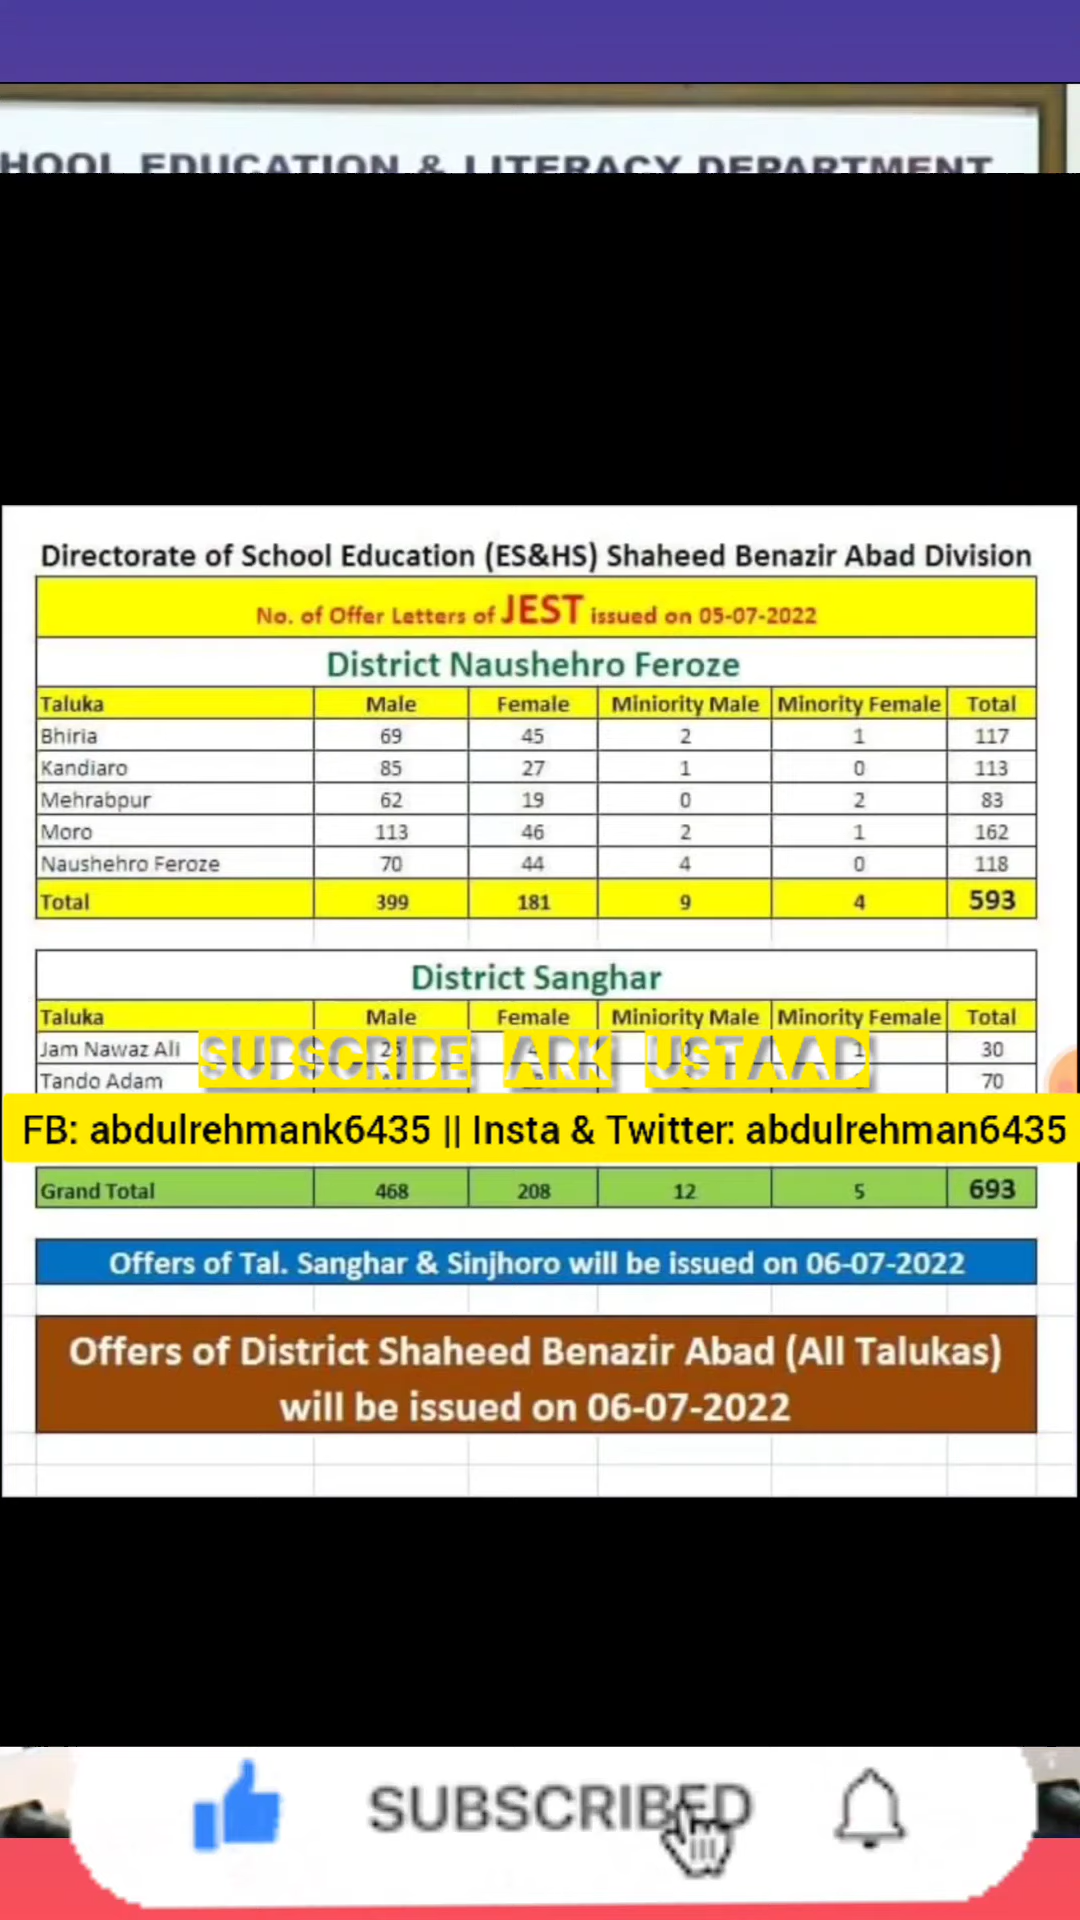 HOOL EDUCATION & LITERACY DEPARTMENT
Directorate of School Education (ES&HS) Shaheed Benazir Abad Division
No. of Offer Letters of JEST issued on 05-07-2022
District Naushehro Feroze
Taluka Male Female Miniority Male Minority Female Total
Bhiria 69 45 2 1 117
Kandiaro 85 27 1 0 113
Mehrabpur 62 19 0 2 83
Moro 113 46 2 1 162
Naushehro Feroze 70 44 4 0 118
Total 399 181 9 4 593
District Sanghar
Taluka Male Female Miniority Male Minority Female Total
Jam Nawaz Ali 30
SUBSCRIBE ARK USTAAD
Tando Adam 70
FB: abdulrehmank6435 || Insta & Twitter: abdulrehman6435
Grand Total 468 208 12 5 693
Offers of Tal. Sanghar & Sinjhoro will be issued on 06-07-2022
Offers of District Shaheed Benazir Abad (All Talukas)
will be issued on 06-07-2022
SUBSCRIBED